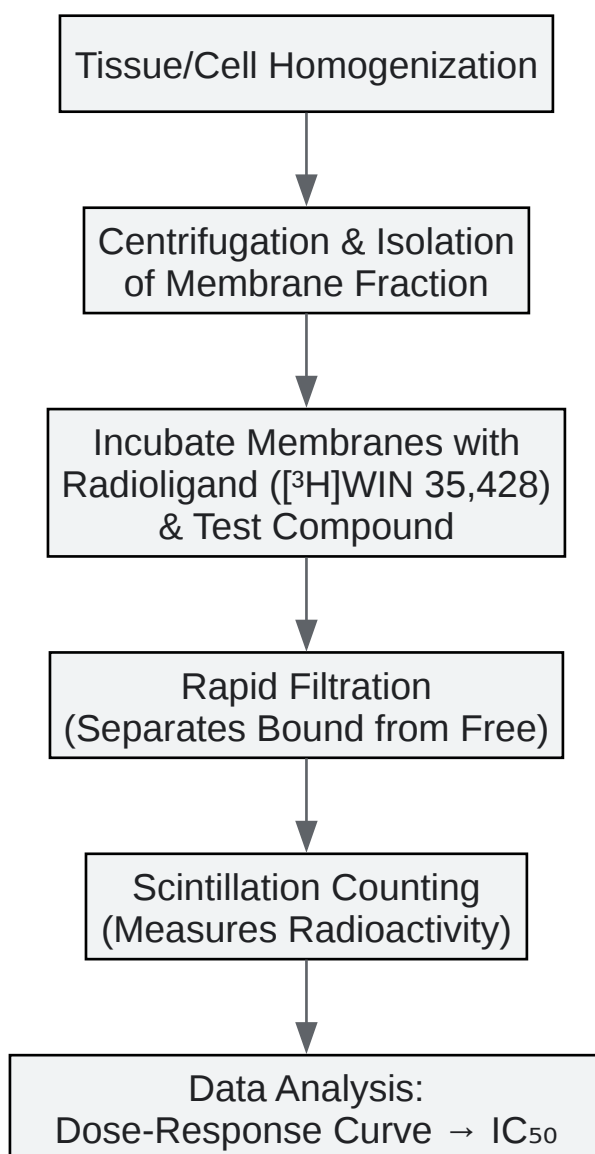 Tissue/Cell Homogenization
Centrifugation & Isolation
of Membrane Fraction
Incubate Membranes with
Radioligand ([³H]WIN 35,428)
& Test Compound
Rapid Filtration
(Separates Bound from Free)
Scintillation Counting
(Measures Radioactivity)
Data Analysis:
Dose-Response Curve → IC₅₀